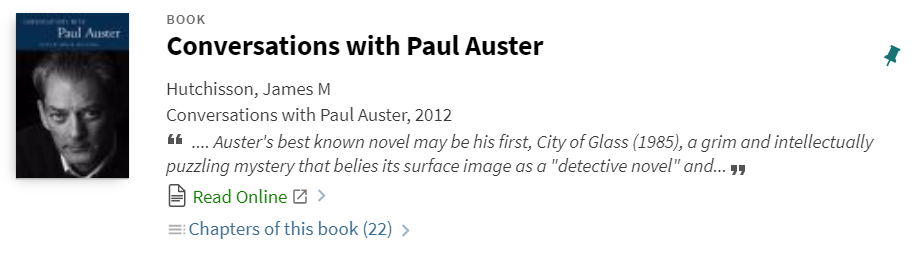 CONVERSATIONS WITH
Paul Auster
BOOK
Conversations with Paul Auster
Hutchisson, James M
Conversations with Paul Auster, 2012
“ .... Auster's best known novel may be his first, City of Glass (1985), a grim and intellectually
puzzling mystery that belies its surface image as a "detective novel" and... ”
Read Online
Chapters of this book (22)